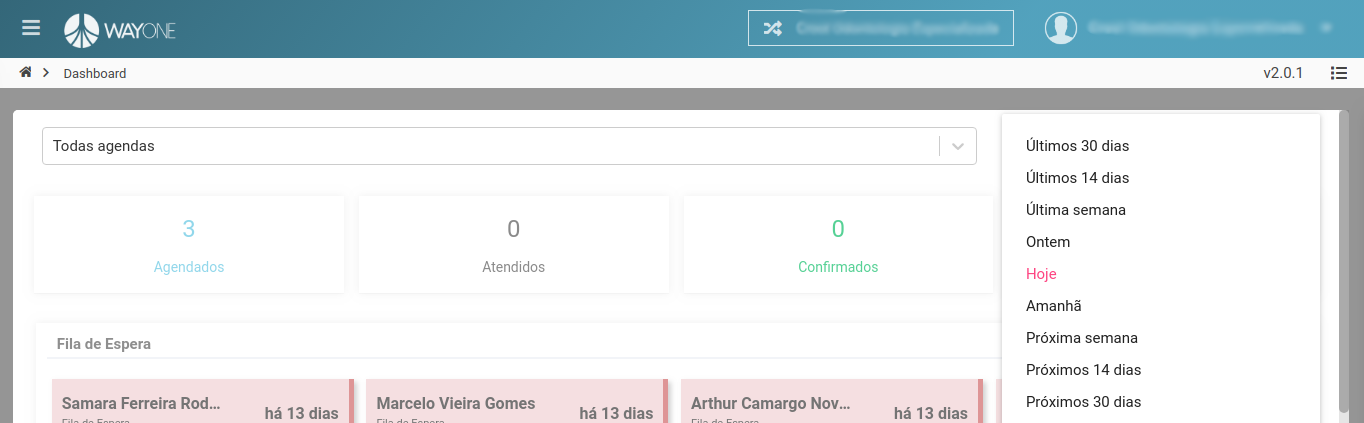 WAYONE
Dashboard
v2.0.1
Todas agendas
3
Agendados
0
Atendidos
0
Confirmados
Últimos 30 dias
Últimos 14 dias
Última semana
Ontem
Hoje
Amanhã
Próxima semana
Próximos 14 dias
Próximos 30 dias
Fila de Espera
Samara Ferreira Rod...
há 13 dias
Fila de Espera
Marcelo Vieira Gomes
há 13 dias
Fila de Espera
Arthur Camargo Nov...
há 13 dias
Fila de Espera